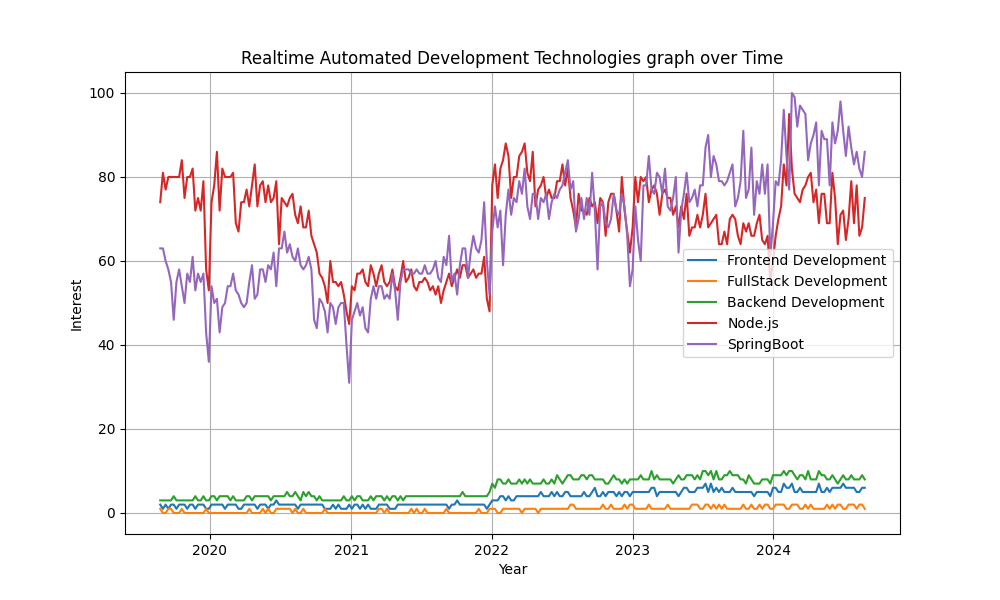 Realtime Automated Development Technologies graph over Time
100
80
60
40
20
0
Interest
Frontend Development
FullStack Development
Backend Development
Node.js
SpringBoot
2020 2021 2022 2023 2024
Year